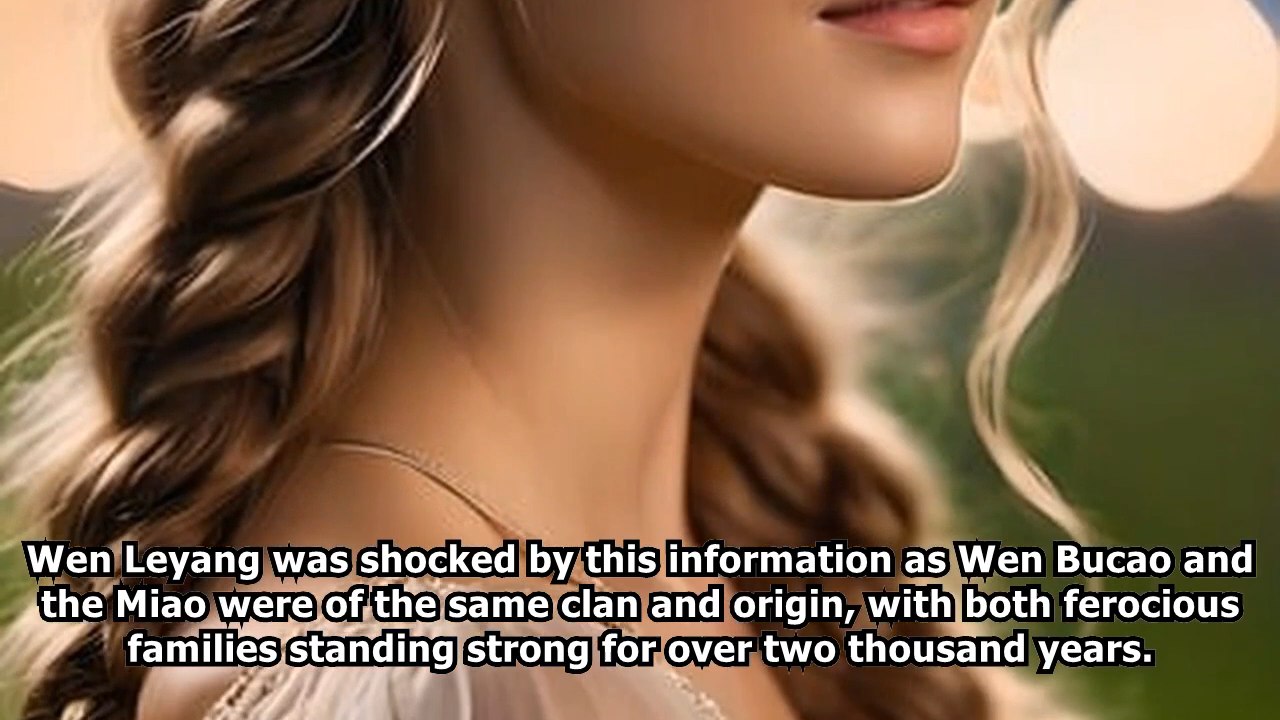 Wen Leyang was shocked by this information as Wen Bucao and
the Miao were of the same clan and origin, with both ferocious
families standing strong for over two thousand years.